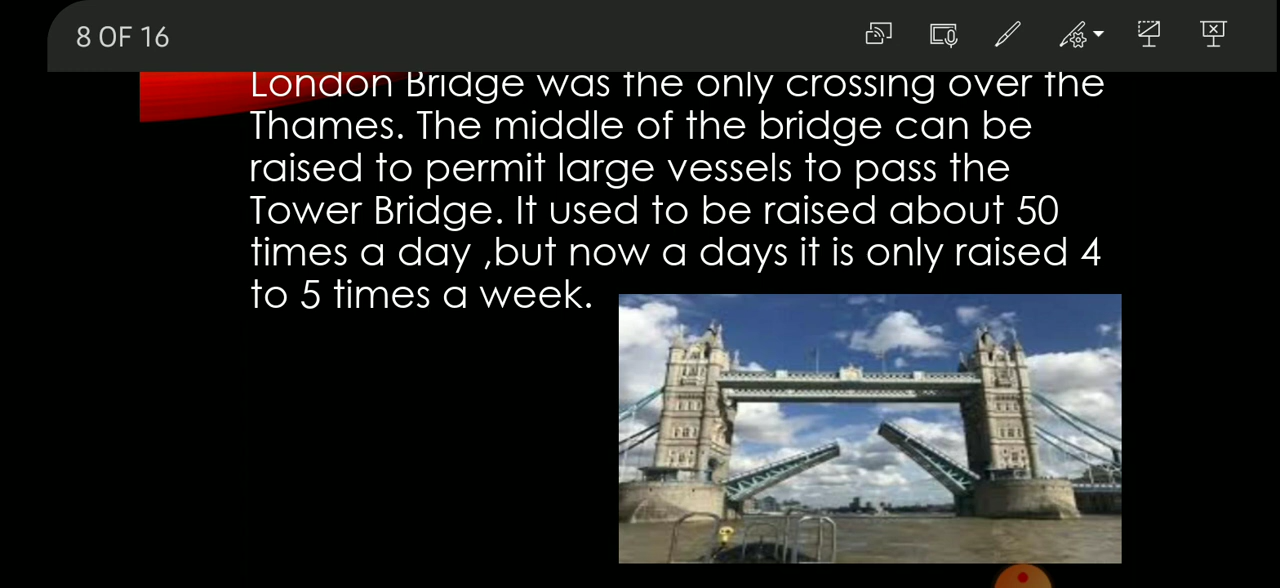 8 OF 16
London Bridge was the only crossing over the
Thames. The middle of the bridge can be
raised to permit large vessels to pass the
Tower Bridge. It used to be raised about 50
times a day ,but now a days it is only raised 4
to 5 times a week.